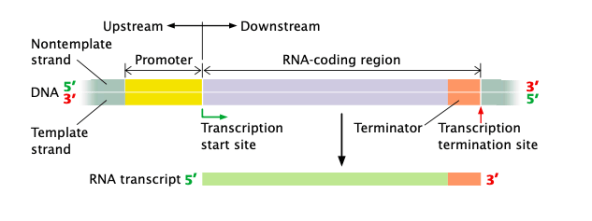 Upstream Downstream
Nontemplate
strand
Promoter
RNA-coding region
DNA 5′ 3′
3′ 5′
Template
strand
Transcription
start site
Terminator
Transcription
termination site
RNA transcript 5′ 3′